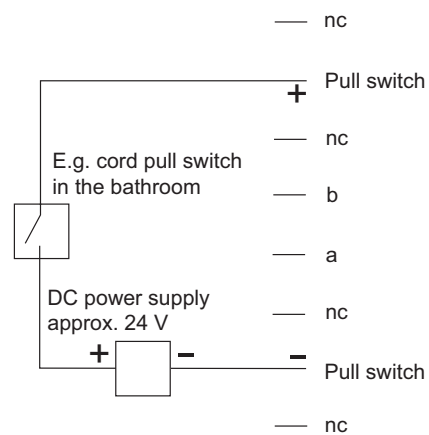 nc
Pull switch
+
nc
E.g. cord pull switch
in the bathroom
b
a
DC power supply
approx. 24 V
nc
+ − −
Pull switch
nc